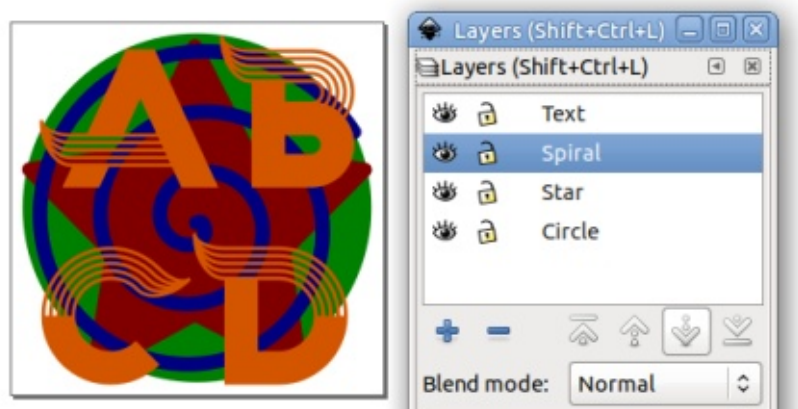 A B
C D
Layers (Shift+Ctrl+L)
Layers (Shift+Ctrl+L)
Text
Spiral
Star
Circle
Blend mode: Normal